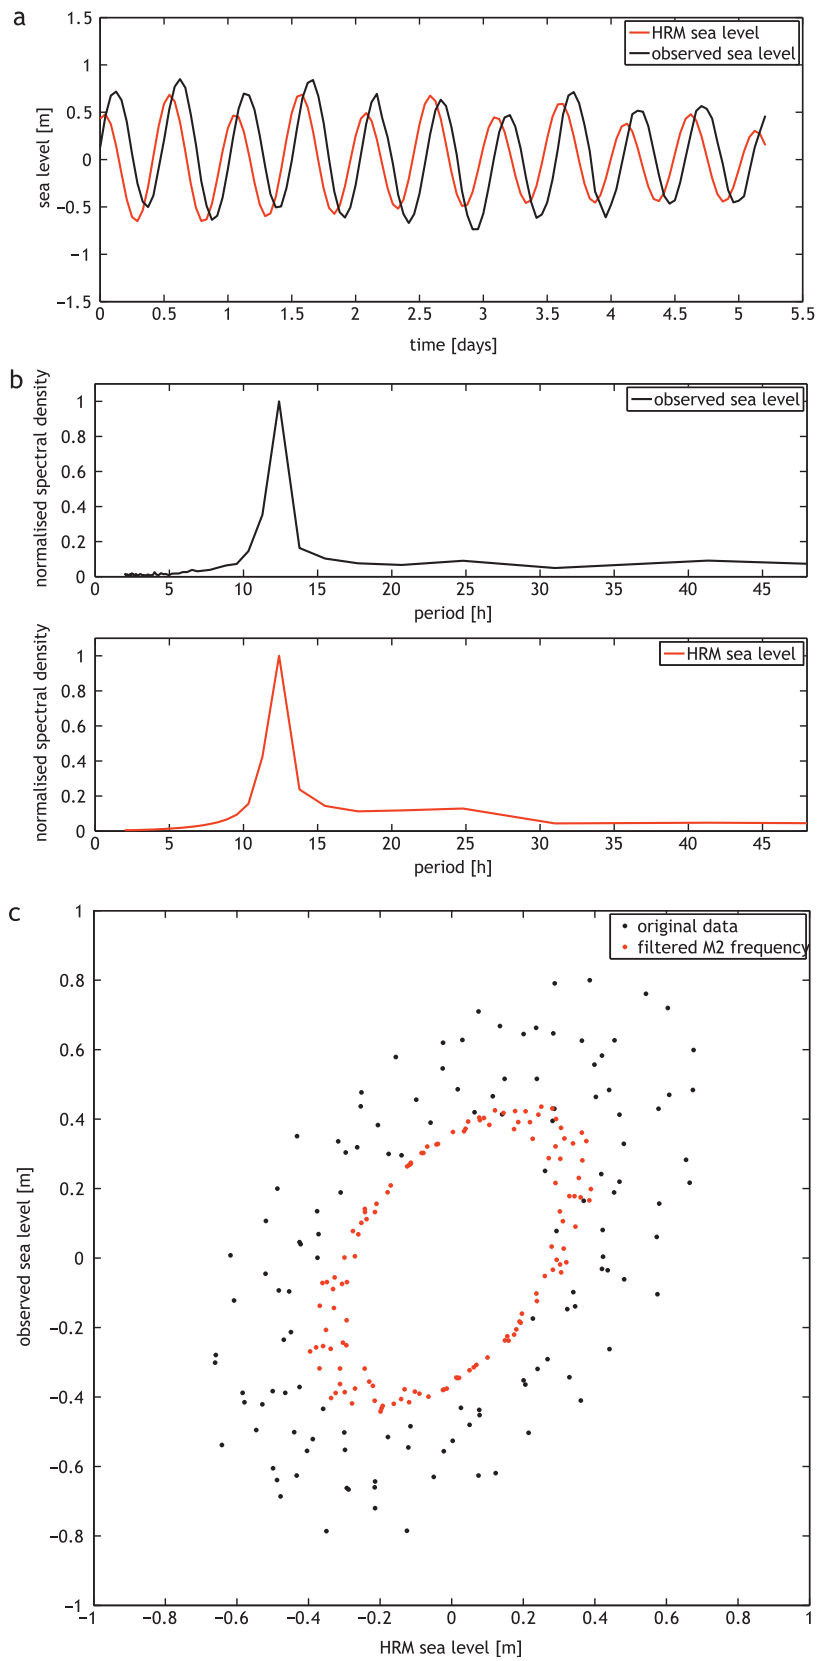 a
1.5
1
0.5
0
−0.5
−1
−1.5
sea level [m]
HRM sea level
observed sea level
0 0.5 1 1.5 2 2.5 3 3.5 4 4.5 5 5.5
time [days]
b
normalised spectral density
1
0.8
0.6
0.4
0.2
0
observed sea level
0 5 10 15 20 25 30 35 40 45
period [h]
normalised spectral density
1
0.8
0.6
0.4
0.2
0
HRM sea level
0 5 10 15 20 25 30 35 40 45
period [h]
c
1
0.8
0.6
0.4
0.2
0
−0.2
−0.4
−0.6
−0.8
−1
observed sea level [m]
original data
filtered M2 frequency
−1 −0.8 −0.6 −0.4 −0.2 0 0.2 0.4 0.6 0.8 1
HRM sea level [m]